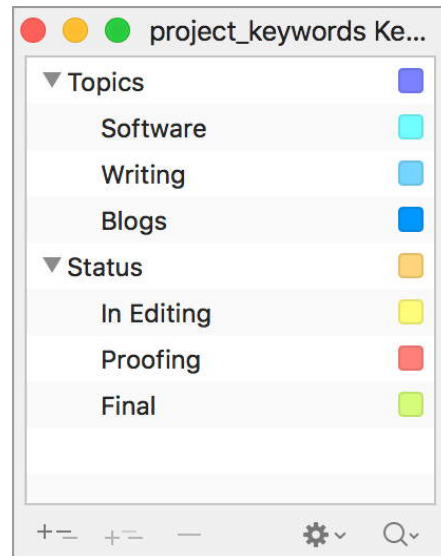 project_keywords Ke...
Topics
Software
Writing
Blogs
Status
In Editing
Proofing
Final